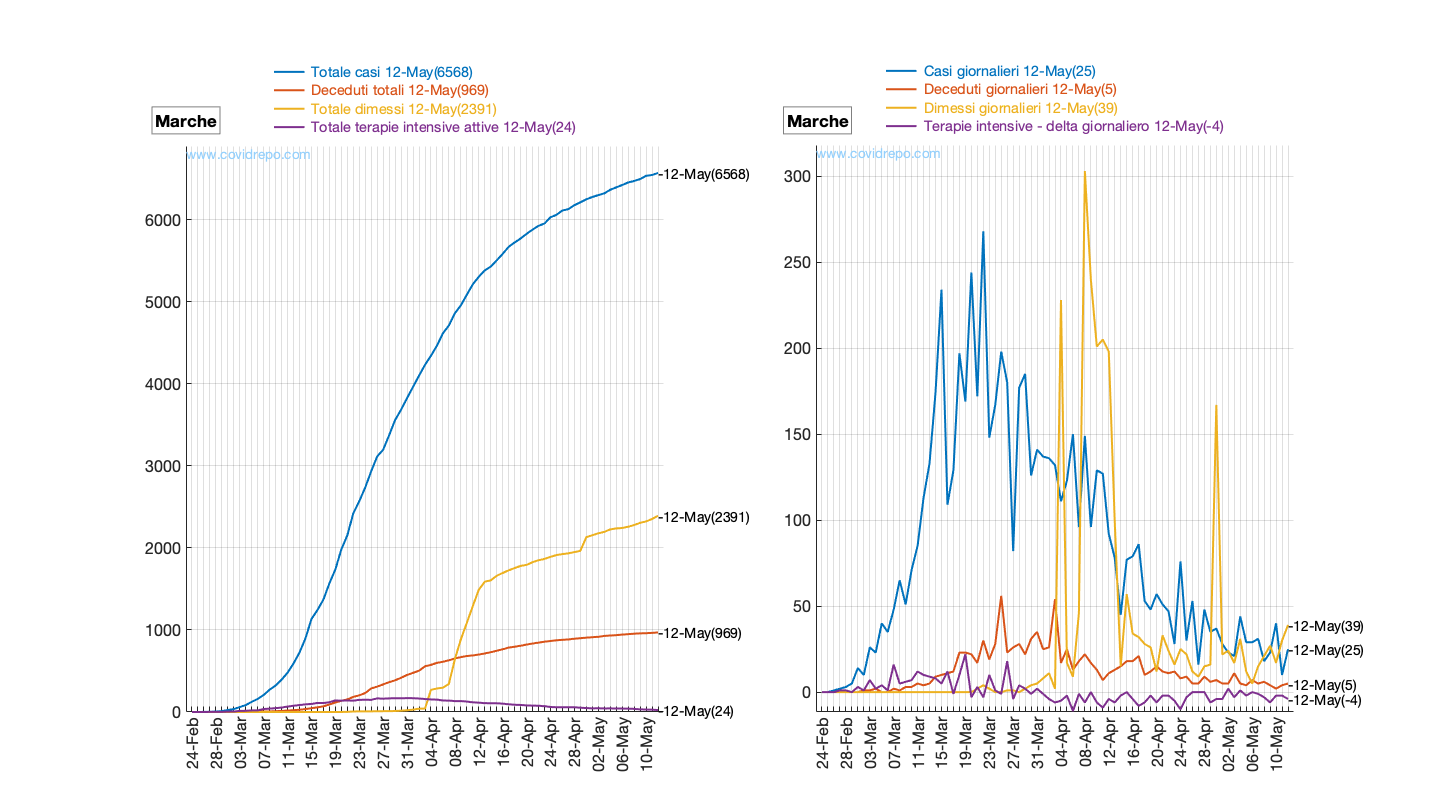 Totale casi 12-May(6568)
Deceduti totali 12-May(969)
Totale dimessi 12-May(2391)
Totale terapie intensive attive 12-May(24)
Marche
www.covidrepo.com
6000
5000
4000
3000
2000
1000
0
12-May(6568)
12-May(2391)
12-May(969)
12-May(24)
24-Feb
28-Feb
03-Mar
07-Mar
11-Mar
15-Mar
19-Mar
23-Mar
27-Mar
31-Mar
04-Apr
08-Apr
12-Apr
16-Apr
20-Apr
24-Apr
28-Apr
02-May
06-May
10-May
Casi giornalieri 12-May(25)
Deceduti giornalieri 12-May(5)
Dimessi giornalieri 12-May(39)
Terapie intensive - delta giornaliero 12-May(-4)
Marche
www.covidrepo.com
300
250
200
150
100
50
0
12-May(39)
12-May(25)
12-May(5)
12-May(-4)
24-Feb
28-Feb
03-Mar
07-Mar
11-Mar
15-Mar
19-Mar
23-Mar
27-Mar
31-Mar
04-Apr
08-Apr
12-Apr
16-Apr
20-Apr
24-Apr
28-Apr
02-May
06-May
10-May